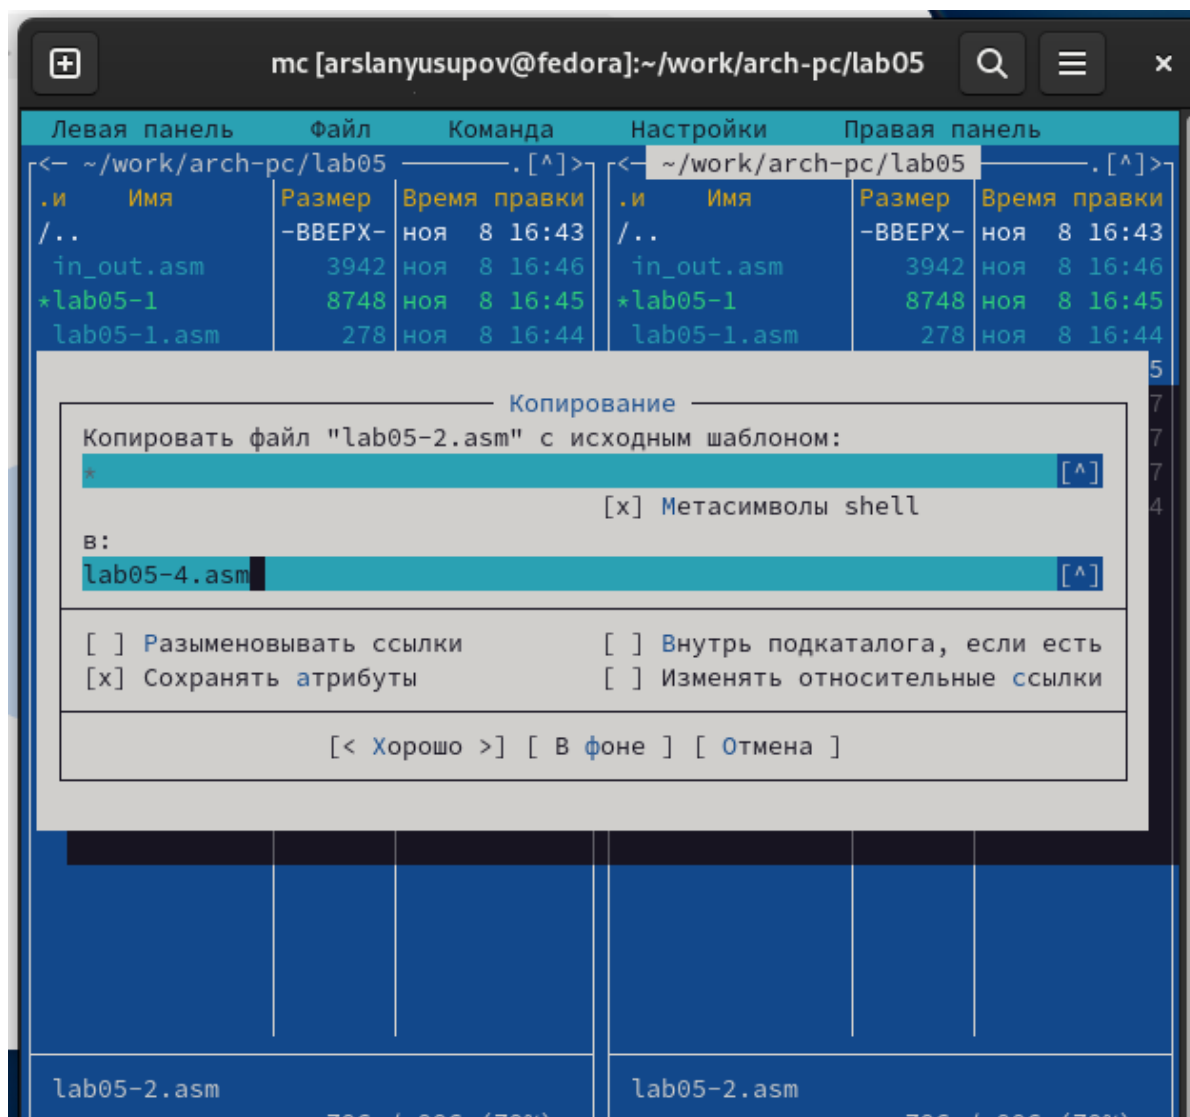 mc [arslanyusupov@fedora]:~/work/arch-pc/lab05
Левая панель Файл Команда Настройки Правая панель
<— ~/work/arch-pc/lab05 ———.[^]> <— ~/work/arch-pc/lab05 ———.[^]>
.и Имя Размер Время правки .и Имя Размер Время правки
/.. -ВВЕРХ- ноя 8 16:43 /.. -ВВЕРХ- ноя 8 16:43
in_out.asm 3942 ноя 8 16:46 in_out.asm 3942 ноя 8 16:46
*lab05-1 8748 ноя 8 16:45 *lab05-1 8748 ноя 8 16:45
lab05-1.asm 278 ноя 8 16:44 lab05-1.asm 278 ноя 8 16:44
5
Копирование
7
Копировать файл "lab05-2.asm" с исходным шаблоном:
7
* [^]
7
[x] Метасимволы shell
4
в:
lab05-4.asm [^]
[ ] Разыменовывать ссылки [ ] Внутрь подкаталога, если есть
[x] Сохранять атрибуты [ ] Изменять относительные ссылки
[< Хорошо >] [ В фоне ] [ Отмена ]
lab05-2.asm lab05-2.asm